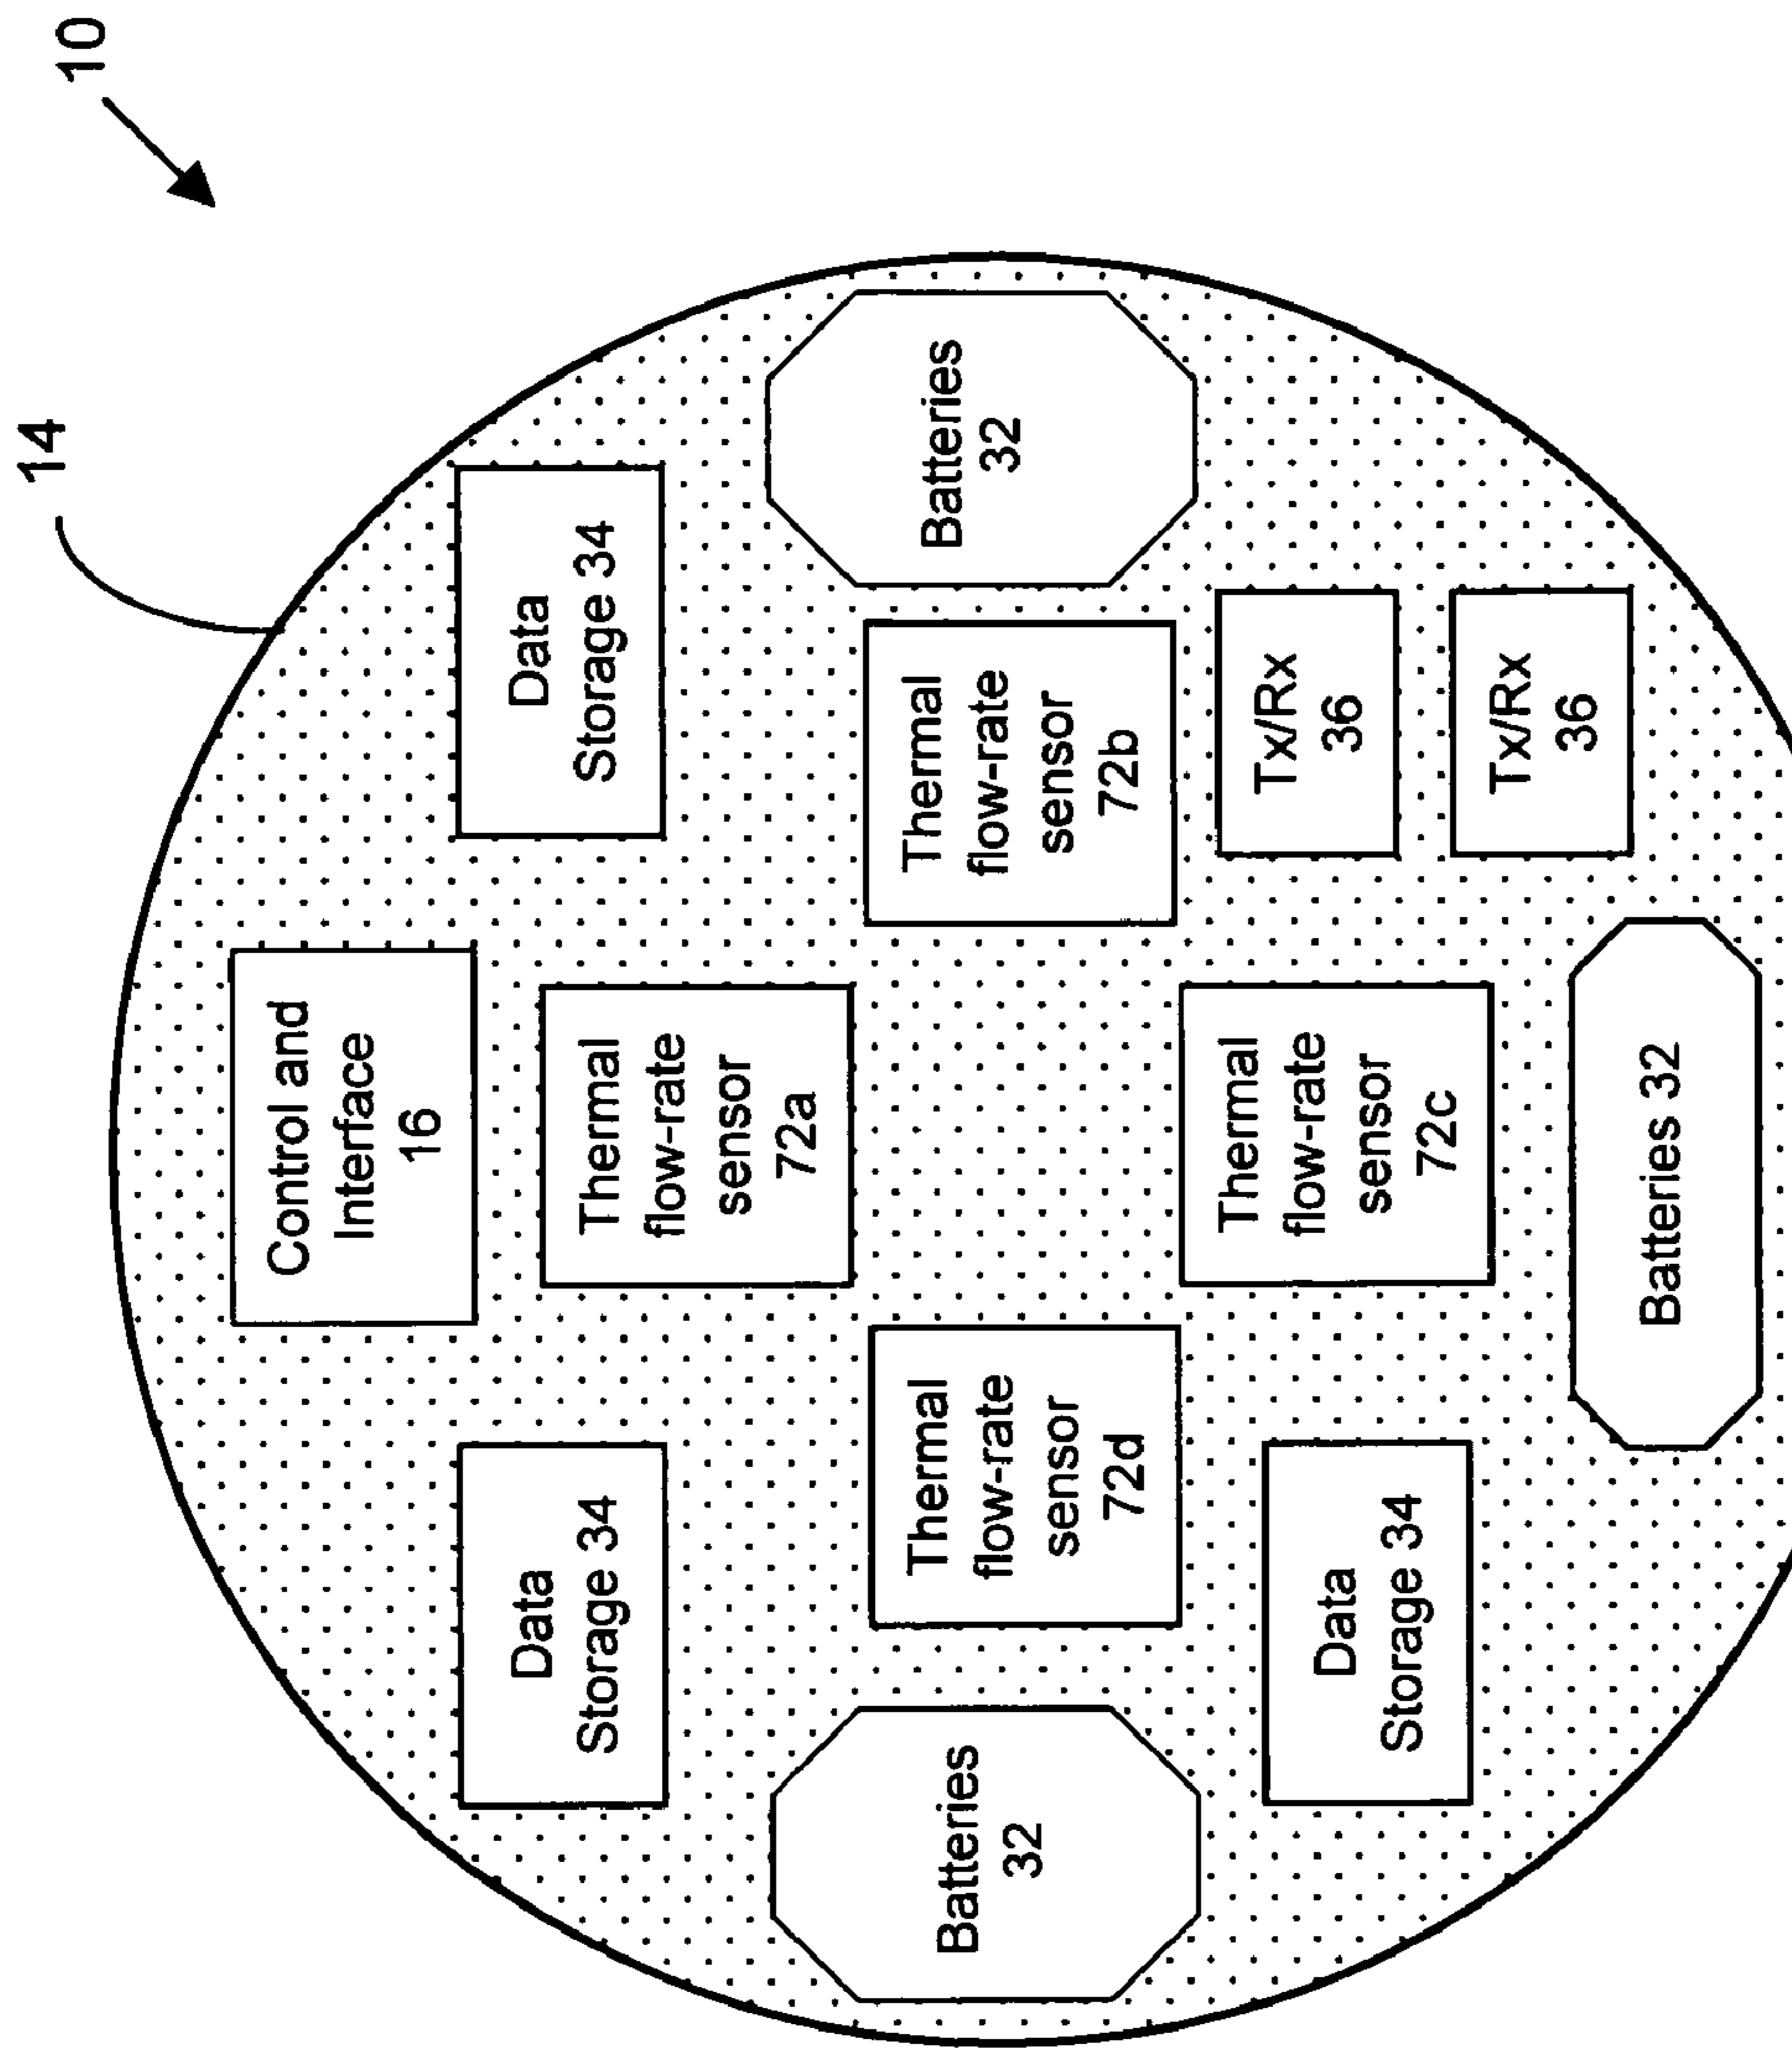 10
14
Control and
Interface
16
Data
Storage 34
Data
Storage 34
Thermal
flow-rate
sensor
72a
Batteries
32
Thermal
flow-rate
sensor
72d
Thermal
flow-rate
sensor
72b
Batteries
32
Data
Storage 34
Thermal
flow-rate
sensor
72c
Tx/Rx
36
Tx/Rx
36
Batteries 32